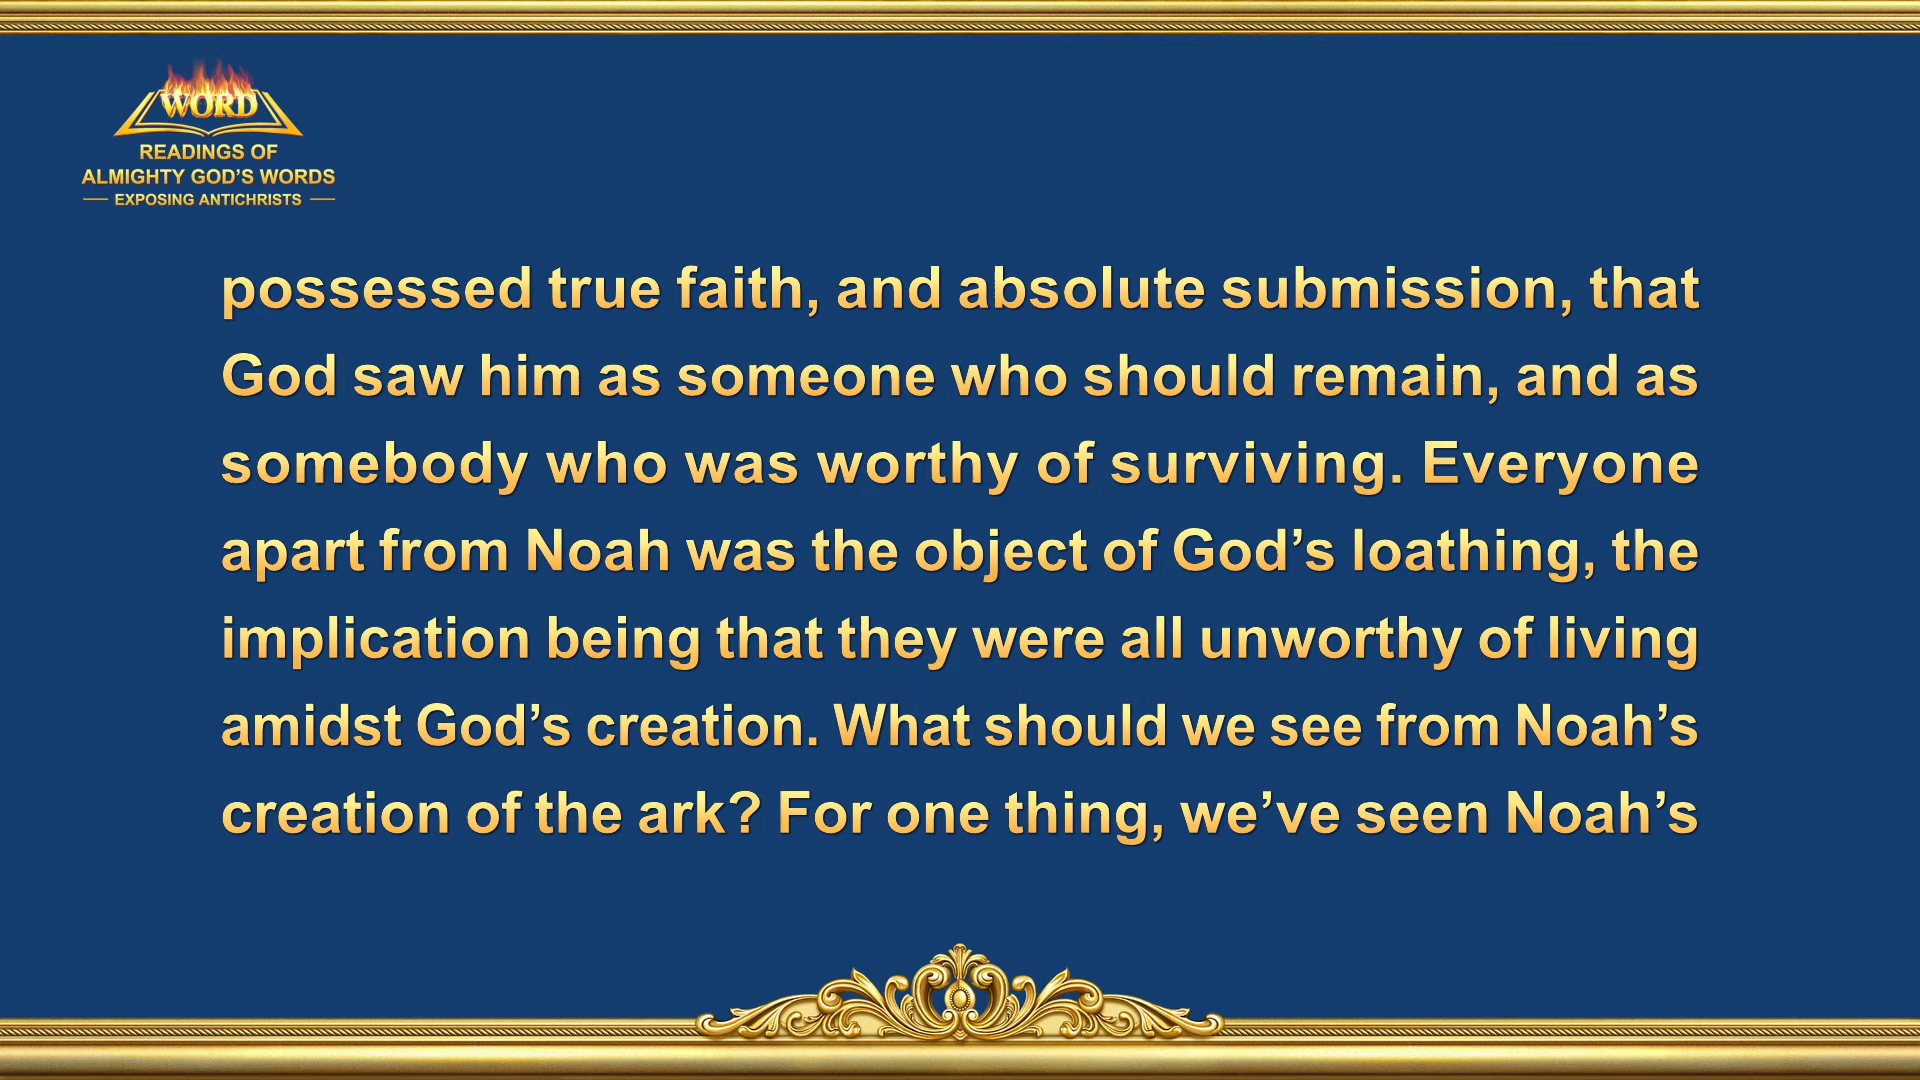 WORD
READINGS OF
ALMIGHTY GOD’S WORDS
EXPOSING ANTICHRISTS
possessed true faith, and absolute submission, that
God saw him as someone who should remain, and as
somebody who was worthy of surviving. Everyone
apart from Noah was the object of God’s loathing, the
implication being that they were all unworthy of living
amidst God’s creation. What should we see from Noah’s
creation of the ark? For one thing, we’ve seen Noah’s